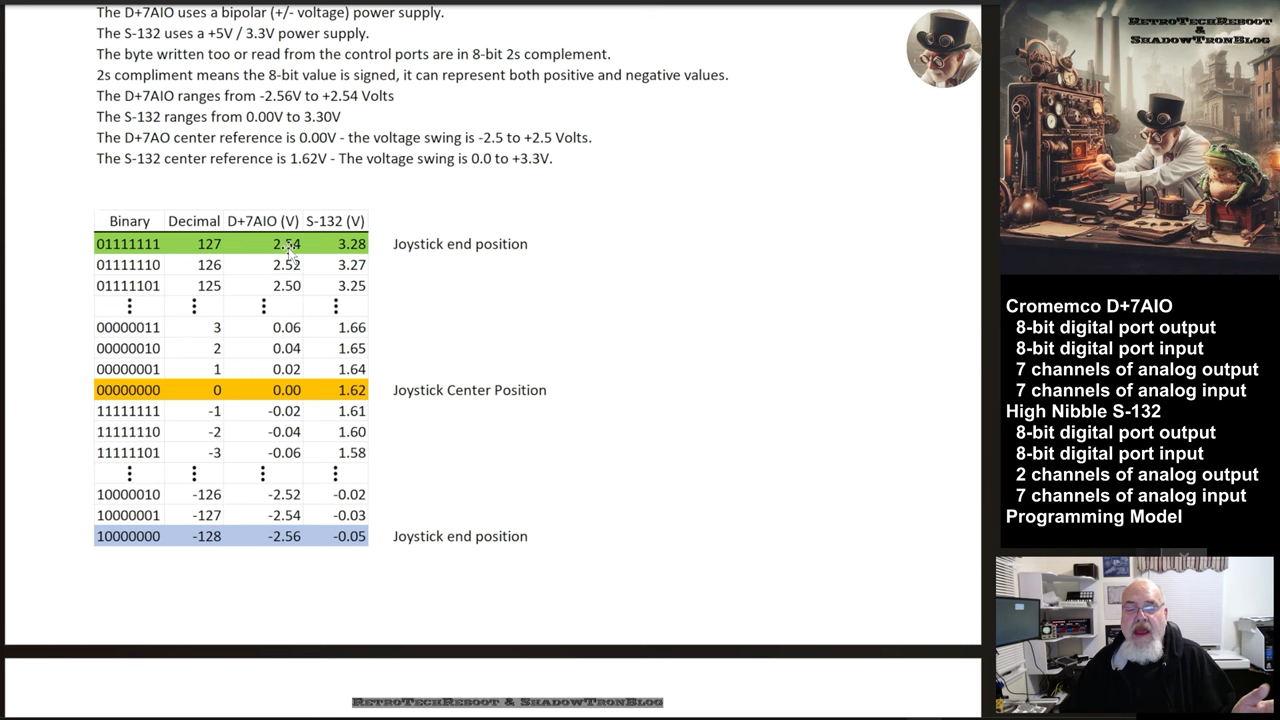 The D+7AIO uses a bipolar (+/- voltage) power supply.
The S-132 uses a +5V / 3.3V power supply.
The byte written too or read from the control ports are in 8-bit 2s complement.
2s compliment means the 8-bit value is signed, it can represent both positive and negative values.
The D+7AIO ranges from -2.56V to +2.54 Volts
The S-132 ranges from 0.00V to 3.30V
The D+7AO center reference is 0.00V - the voltage swing is -2.5 to +2.5 Volts.
The S-132 center reference is 1.62V - The voltage swing is 0.0 to +3.3V.
Binary Decimal D+7AIO (V) S-132 (V)
01111111 127 2.54 3.28 Joystick end position
01111110 126 2.52 3.27
01111101 125 2.50 3.25
00000011 3 0.06 1.66
00000010 2 0.04 1.65
00000001 1 0.02 1.64
00000000 0 0.00 1.62 Joystick Center Position
11111111 -1 -0.02 1.61
11111110 -2 -0.04 1.60
11111101 -3 -0.06 1.58
10000010 -126 -2.52 -0.02
10000001 -127 -2.54 -0.03
10000000 -128 -2.56 -0.05 Joystick end position
RetroTechReboot & ShadowTronBlog
RetroTechReboot &
ShadowTronBlog
Cromemco D+7AIO
8-bit digital port output
8-bit digital port input
7 channels of analog output
7 channels of analog input
High Nibble S-132
8-bit digital port output
8-bit digital port input
2 channels of analog output
7 channels of analog input
Programming Model